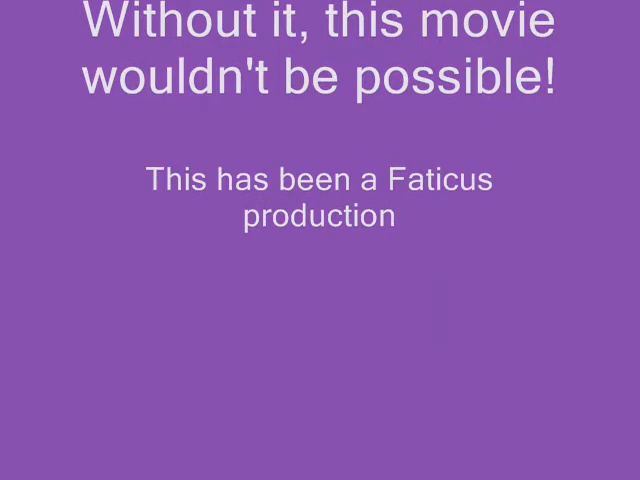 Without it, this movie
wouldn't be possible!
This has been a Faticus
production